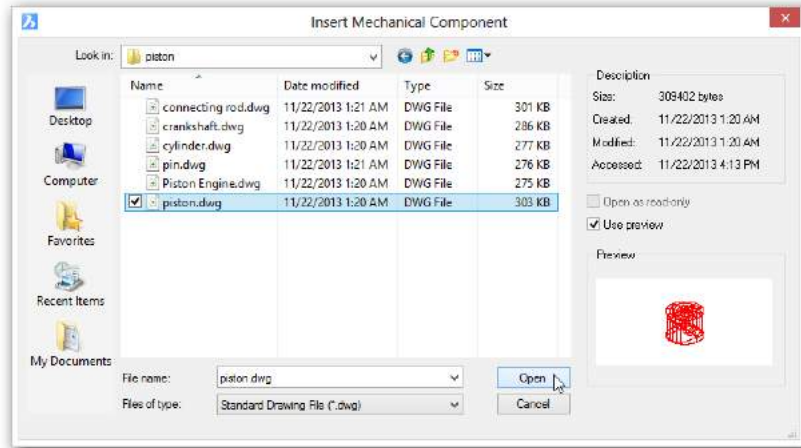 Insert Mechanical Component
Look in: piston
Name Date modified Type Size
connecting rod.dwg 11/22/2013 1:21 AM DWG File 301 KB
crankshaft.dwg 11/22/2013 1:20 AM DWG File 286 KB
cylinder.dwg 11/22/2013 1:20 AM DWG File 277 KB
pin.dwg 11/22/2013 1:21 AM DWG File 276 KB
Piston Engine.dwg 11/22/2013 1:20 AM DWG File 275 KB
piston.dwg 11/22/2013 1:20 AM DWG File 303 KB
Desktop
Computer
Favorites
Recent Items
My Documents
File name: piston.dwg Open
Files of type: Standard Drawing File (*.dwg) Cancel
Description
Size: 309402 bytes
Created: 11/22/2013 1:20 AM
Modified: 11/22/2013 1:20 AM
Accessed: 11/22/2013 4:13 PM
Open as read-only
Use preview
Preview